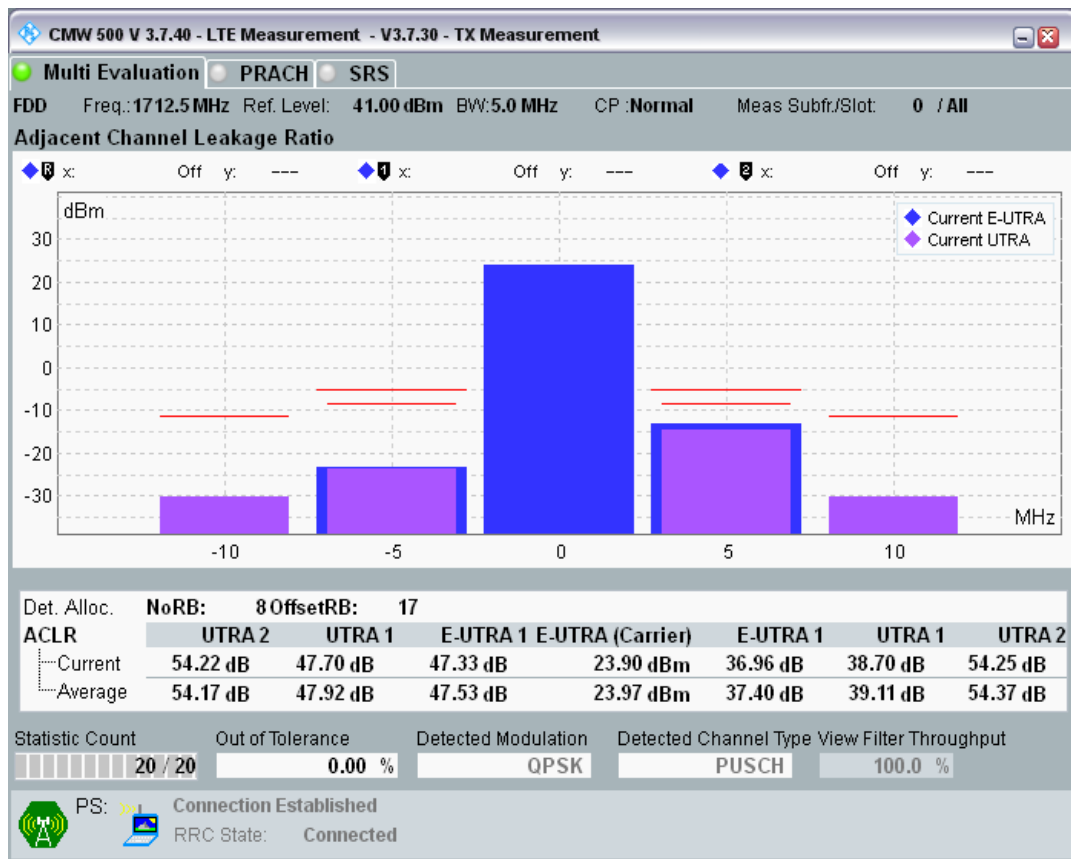 CMW 500 V 3.7.40 - LTE Measurement - V3.7.30 - TX Measurement
Multi Evaluation PRACH SRS
FDD Freq.:1712.5 MHz Ref. Level: 41.00 dBm BW:5.0 MHz CP :Normal Meas Subfr./Slot: 0 / All
Adjacent Channel Leakage Ratio
R x: Off y: --- 1 x: Off y: --- 2 x: Off y: ---
dBm
Current E-UTRA
Current UTRA
30
20
10
0
-10
-20
-30
MHz
-10 -5 0 5 10
Det. Alloc. NoRB: 8 OffsetRB: 17
ACLR UTRA 2 UTRA 1 E-UTRA 1 E-UTRA (Carrier) E-UTRA 1 UTRA 1 UTRA 2
Current 54.22 dB 47.70 dB 47.33 dB 23.90 dBm 36.96 dB 38.70 dB 54.25 dB
Average 54.17 dB 47.92 dB 47.53 dB 23.97 dBm 37.40 dB 39.11 dB 54.37 dB
Statistic Count Out of Tolerance Detected Modulation Detected Channel Type View Filter Throughput
20 / 20 0.00 % QPSK PUSCH 100.0 %
PS: Connection Established
RRC State: Connected